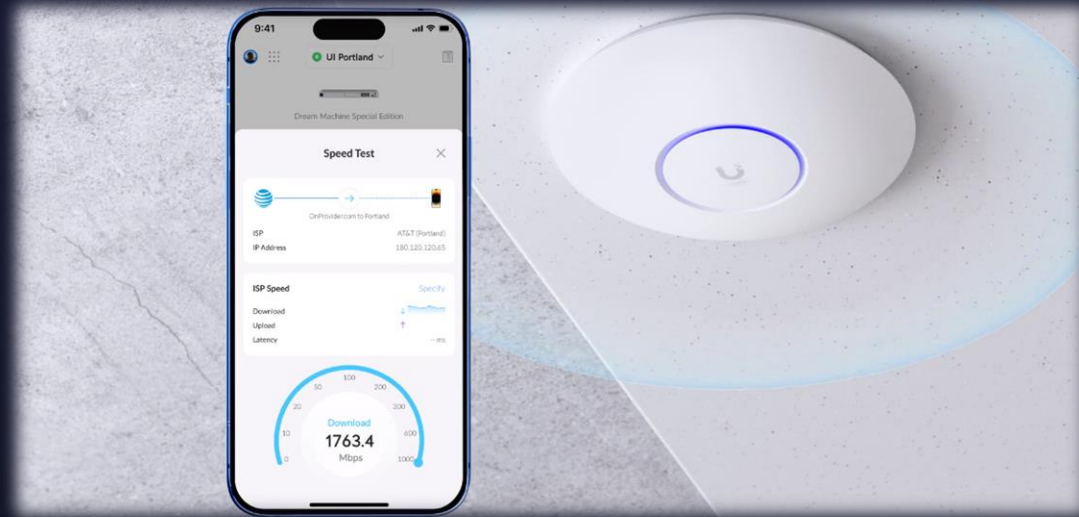 9:41
UI Portland
Dream Machine Special Edition
Speed Test
OnProvider.com to Portland
ISP AT&T (Portland)
IP Address 180.120.120.65
ISP Speed Specify
Download
Upload
Latency -- ms
100
50 200
20 300
Download
10 600
1763.4
Mbps
0 1000